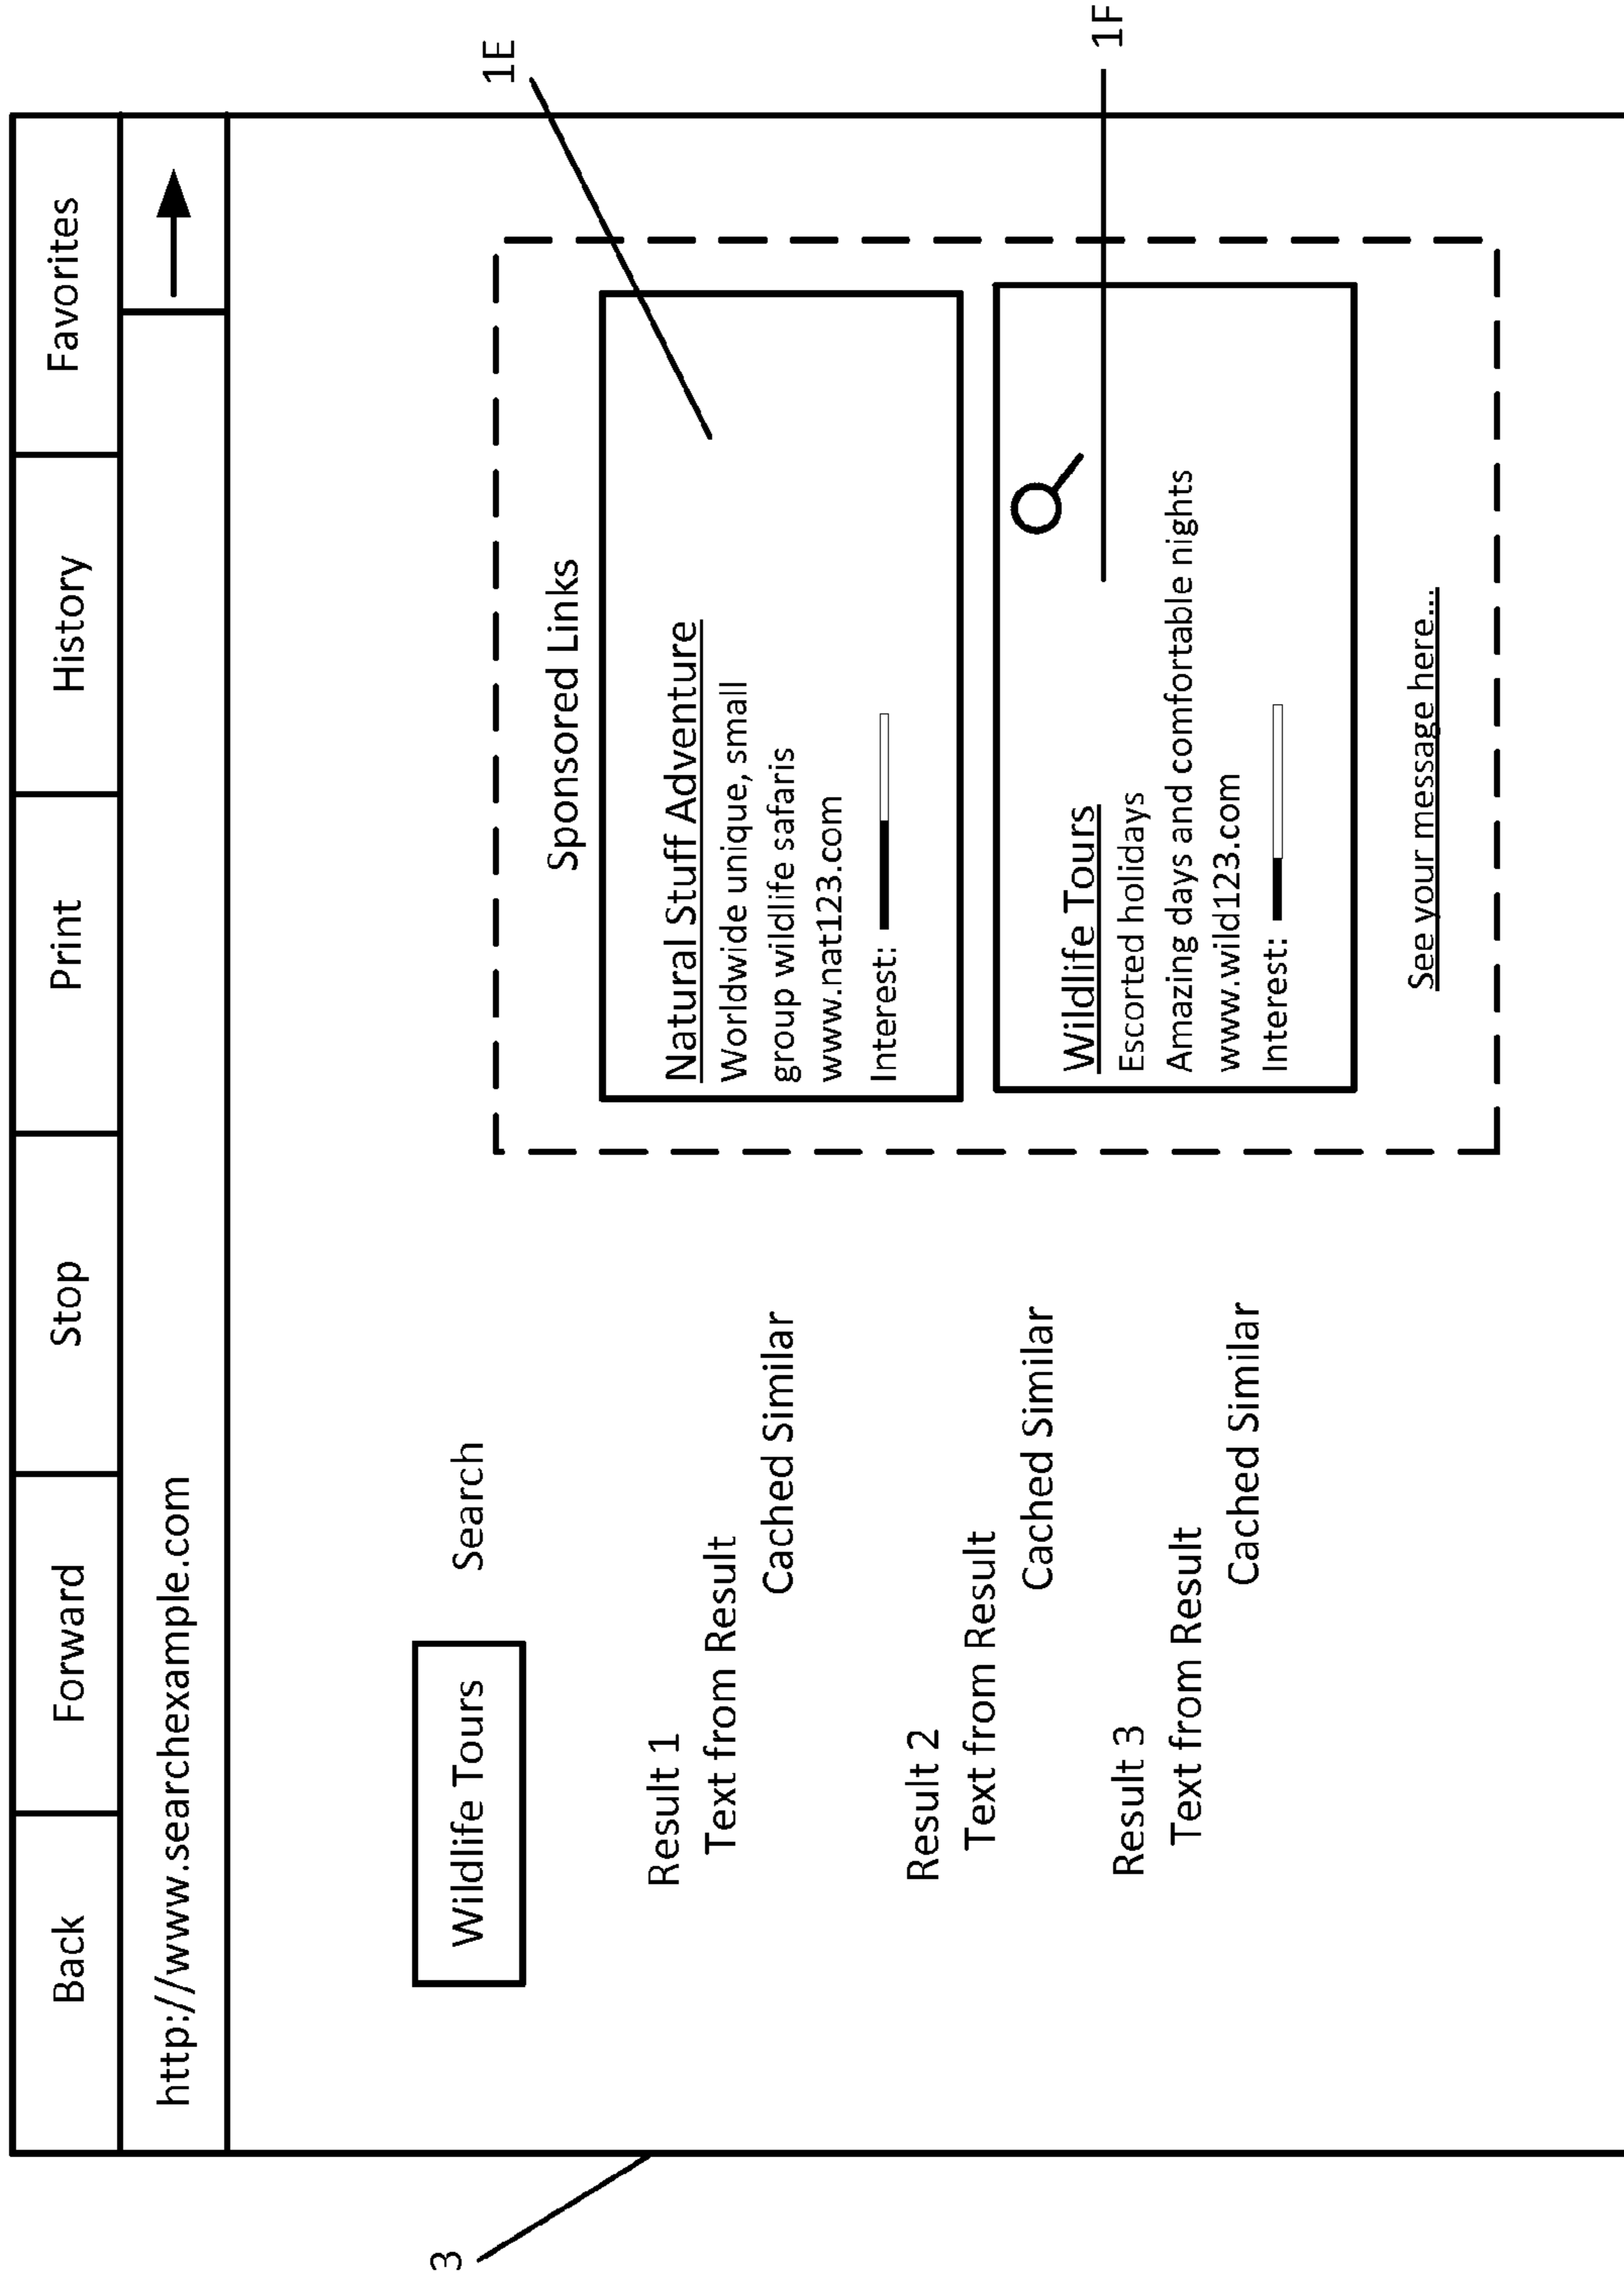 Back Forward Stop Print History Favorites
http://www.searchexample.com
3
Wildlife Tours Search
Result 1
Text from Result
Cached Similar
Result 2
Text from Result
Cached Similar
Result 3
Text from Result
Cached Similar
Sponsored Links
1E
Natural Stuff Adventure
Worldwide unique, small
group wildlife safaris
www.nat123.com
Interest:
1F
Wildlife Tours
Escorted holidays
Amazing days and comfortable nights
www.wild123.com
Interest:
See your message here...